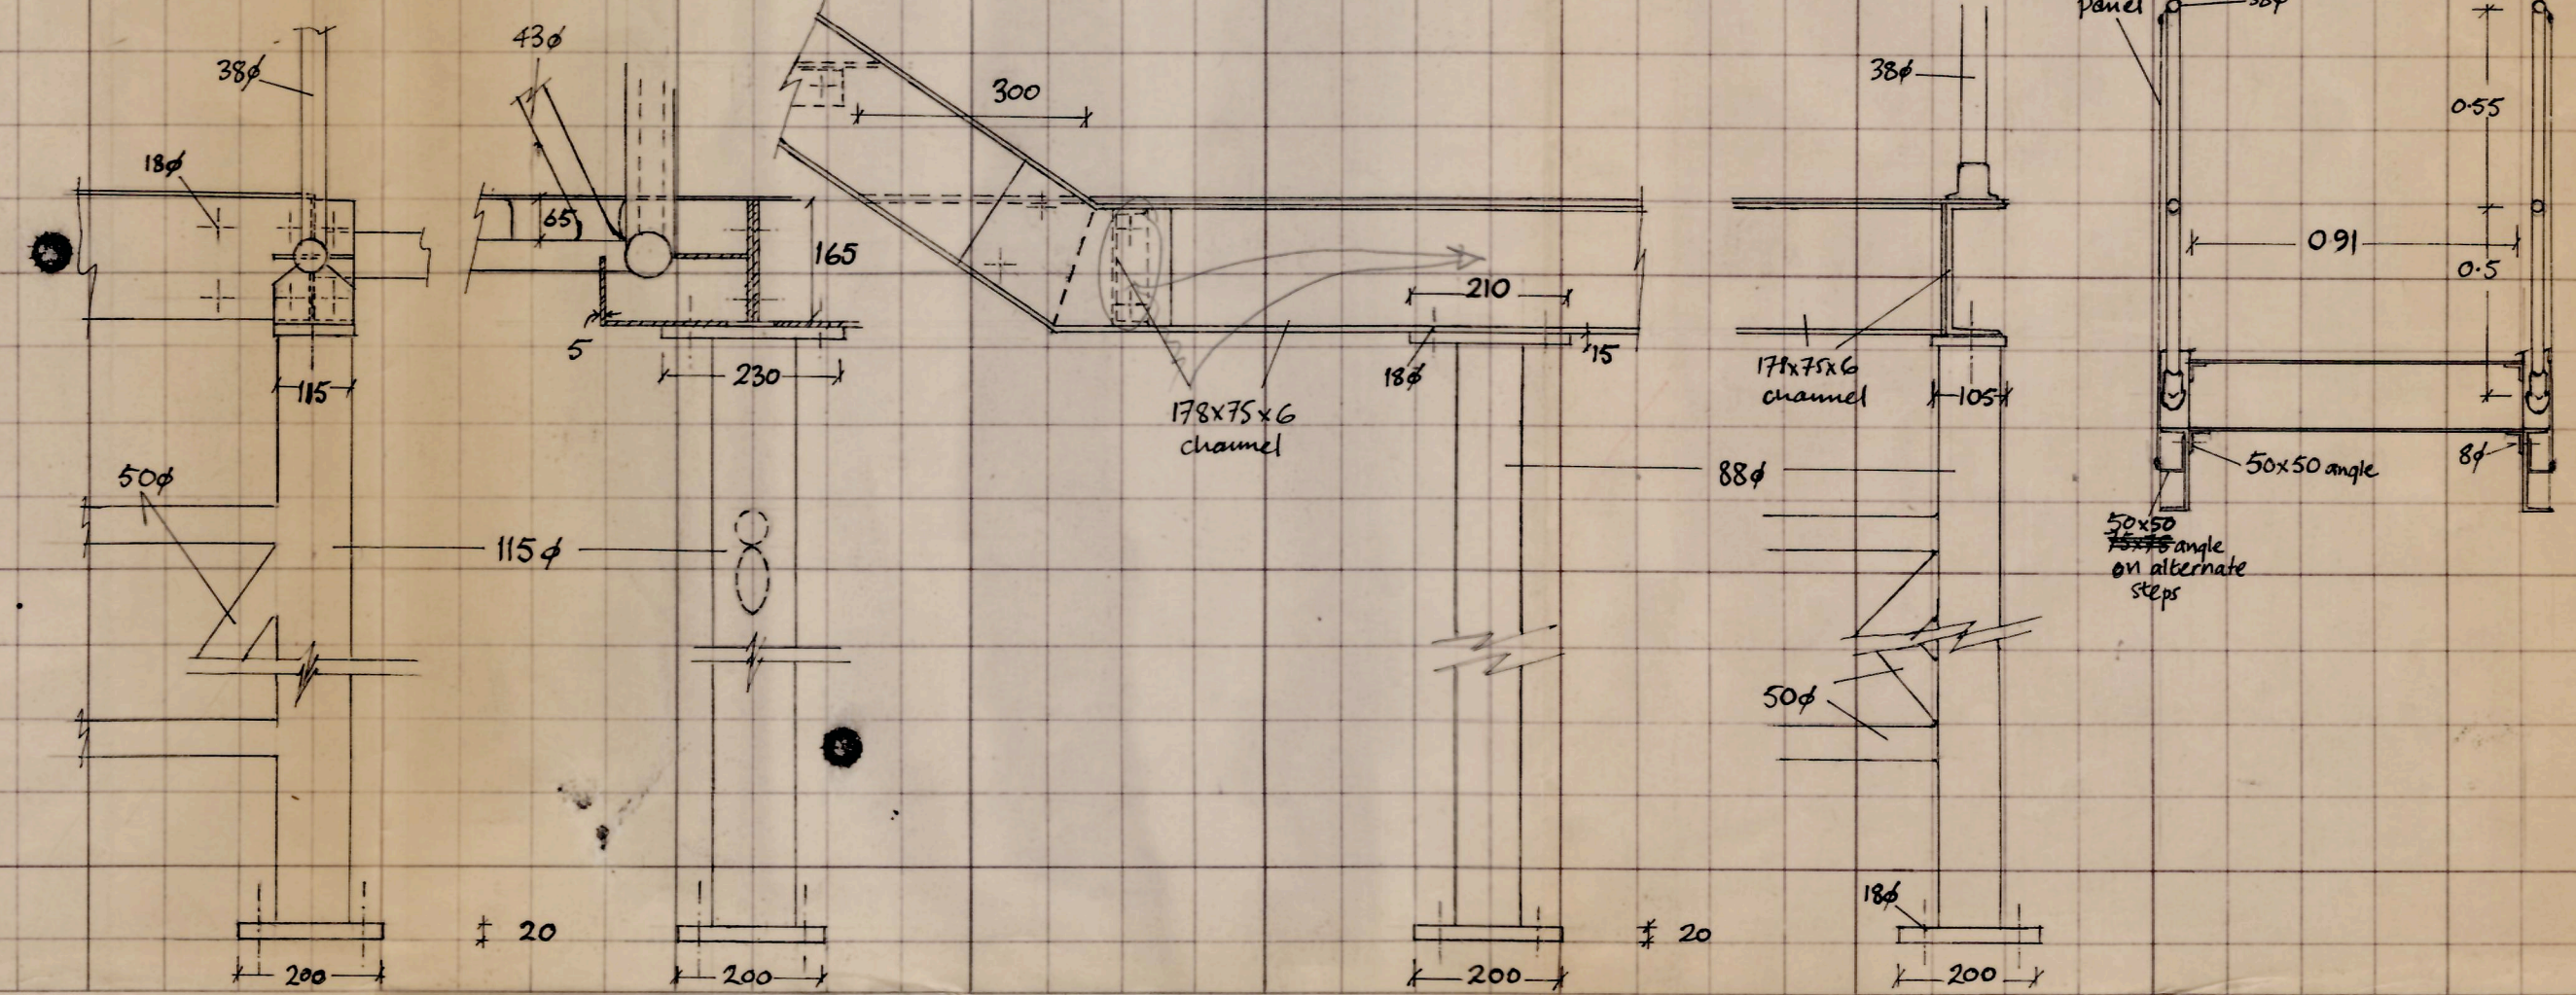 Panel
38φ
43φ
38φ
38φ
300
0.55
18φ
65
165
0.91
0.5
210
5
15
230
18φ
115
178x75x6
channel
178x75x6
channel
105
50φ
88φ
50x50 angle
8φ
115φ
50x50
75x75 angle
on alternate
steps
50φ
18φ
20
20
200
200
200
200